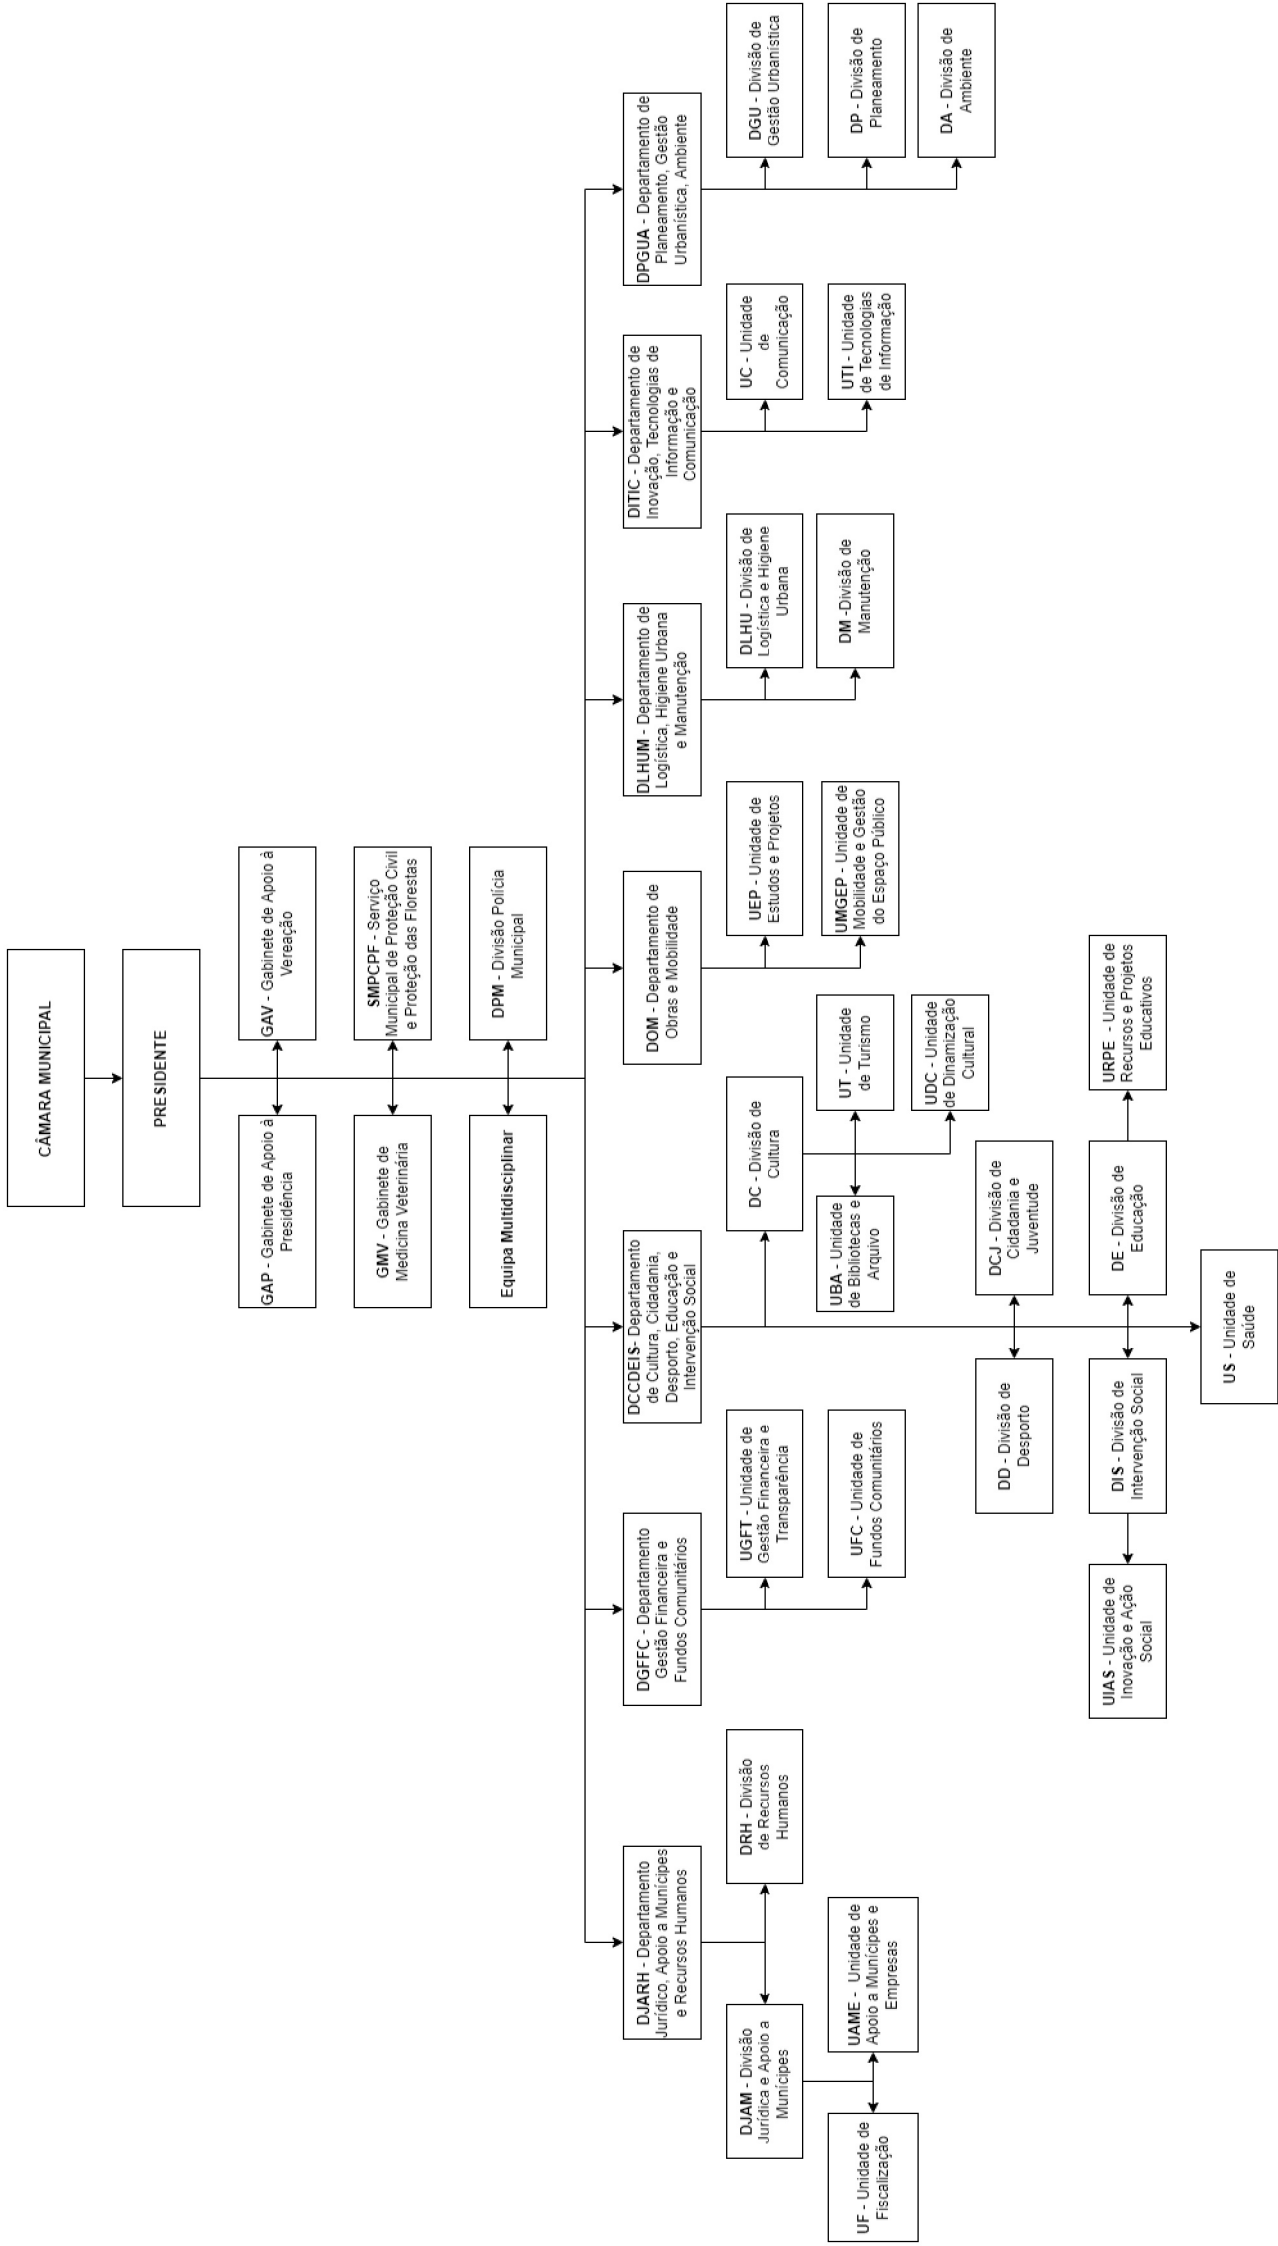 CÂMARA MUNICIPAL
PRESIDENTE
GAP - Gabinete de Apoio à
Presidência
GAV - Gabinete de Apoio à
Vereação
GMV - Gabinete de
Medicina Veterinária
SMPCPF - Serviço
Municipal de Proteção Civil
e Proteção das Florestas
Equipa Multidisciplinar
DPM - Divisão Polícia
Municipal
DJARH - Departamento
Jurídico, Apoio a Munícipes
e Recursos Humanos
DGFFC - Departamento
Gestão Financeira e
Fundos Comunitários
DCCDEIS- Departamento
de Cultura, Cidadania,
Desporto, Educação e
Intervenção Social
DOM - Departamento de
Obras e Mobilidade
DLHUM - Departamento de
Logística, Higiene Urbana
e Manutenção
DITIC - Departamento de
Inovação, Tecnologias de
Informação e
Comunicação
DPGUA - Departamento de
Planeamento, Gestão
Urbanística, Ambiente
DJAM - Divisão
Jurídica e Apoio a
Munícipes
DRH - Divisão
de Recursos
Humanos
UGFT - Unidade de
Gestão Financeira e
Transparência
DC - Divisão de
Cultura
UEP - Unidade de
Estudos e Projetos
DLHU - Divisão de
Logística e Higiene
Urbana
UC - Unidade
de
Comunicação
DGU - Divisão de
Gestão Urbanística
UF - Unidade de
Fiscalização
UAME - Unidade de
Apoio a Munícipes e
Empresas
UFC - Unidade de
Fundos Comunitários
UBA - Unidade
de Bibliotecas e
Arquivo
UT - Unidade
de Turismo
UMGEP - Unidade de
Mobilidade e Gestão
do Espaço Público
DM -Divisão de
Manutenção
UTI - Unidade
de Tecnologias
de Informação
DP - Divisão de
Planeamento
UDC - Unidade
de Dinamização
Cultural
DA - Divisão de
Ambiente
DD - Divisão de
Desporto
DCJ - Divisão de
Cidadania e
Juventude
UIAS - Unidade de
Inovação e Ação
Social
DIS - Divisão de
Intervenção Social
DE - Divisão de
Educação
URPE - Unidade de
Recursos e Projetos
Educativos
US - Unidade de
Saúde